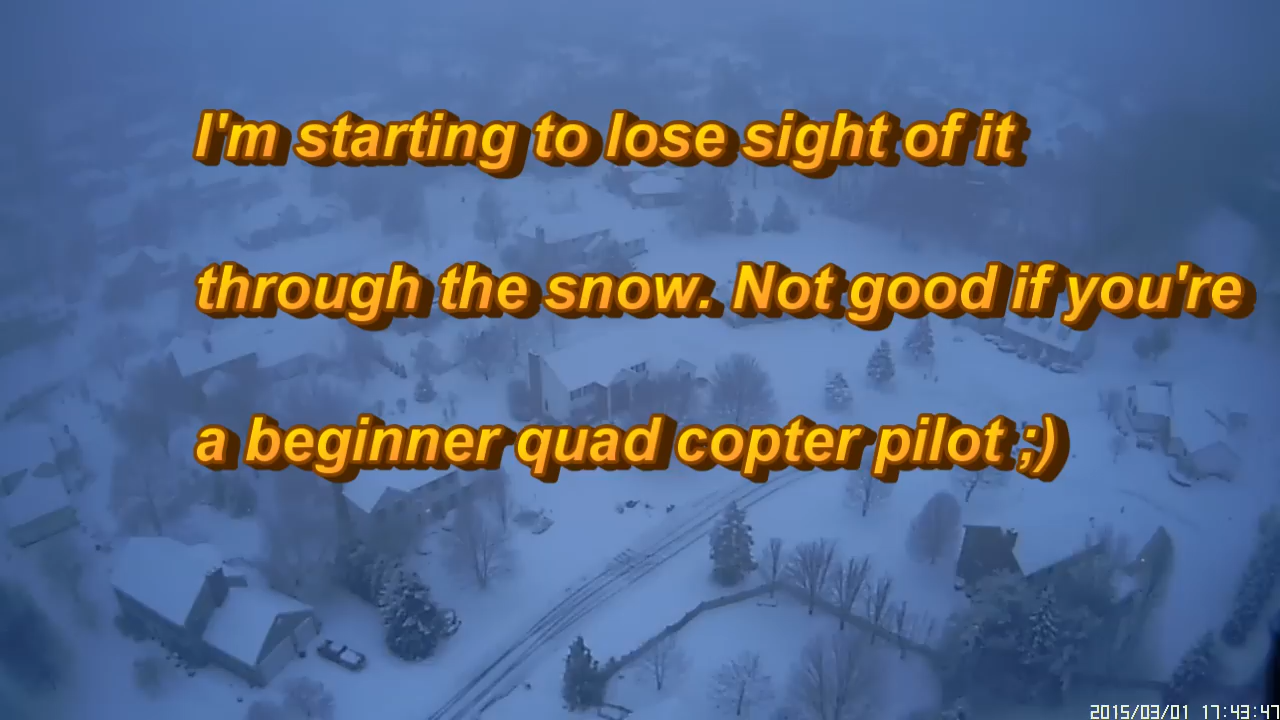 I'm starting to lose sight of it
through the snow. Not good if you're
a beginner quad copter pilot ;)
2015/03/01 17:43:47